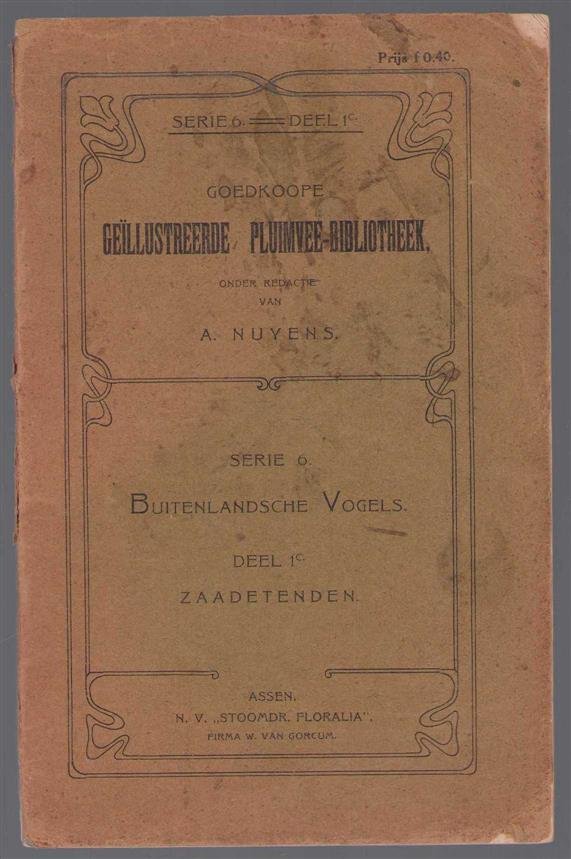 Prijs f 0.40.
SERIE 6. DEEL 1c.
GOEDKOOPE
GEÏLLUSTREERDE PLUIMVEE-BIBLIOTHEEK.
ONDER REDACTIE
VAN
A. NUYENS.
SERIE 6.
BUITENLANDSCHE VOGELS.
DEEL 1c.
ZAADETENDEN.
ASSEN.
N. V. „STOOMDR. FLORALIA",
FIRMA W. VAN GORCUM.